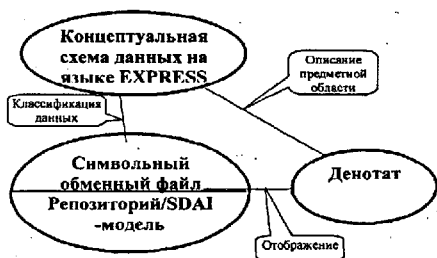 Концептуальная
схема данных на
языке EXPRESS
Описание
предметной
области
Классификация
данных
Символьный
обменный файл
Репозиторий/SDAI
-модель
Денотат
Отображение